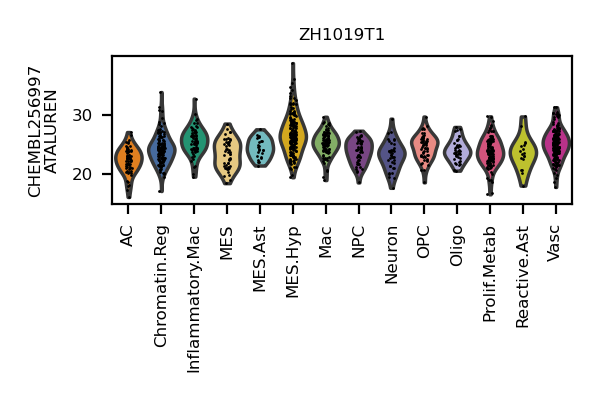 ZH1019T1
CHEMBL256997
ATALUREN
30
20
AC
Chromatin.Reg
Inflammatory.Mac
MES
MES.Ast
MES.Hyp
Mac
NPC
Neuron
OPC
Oligo
Prolif.Metab
Reactive.Ast
Vasc